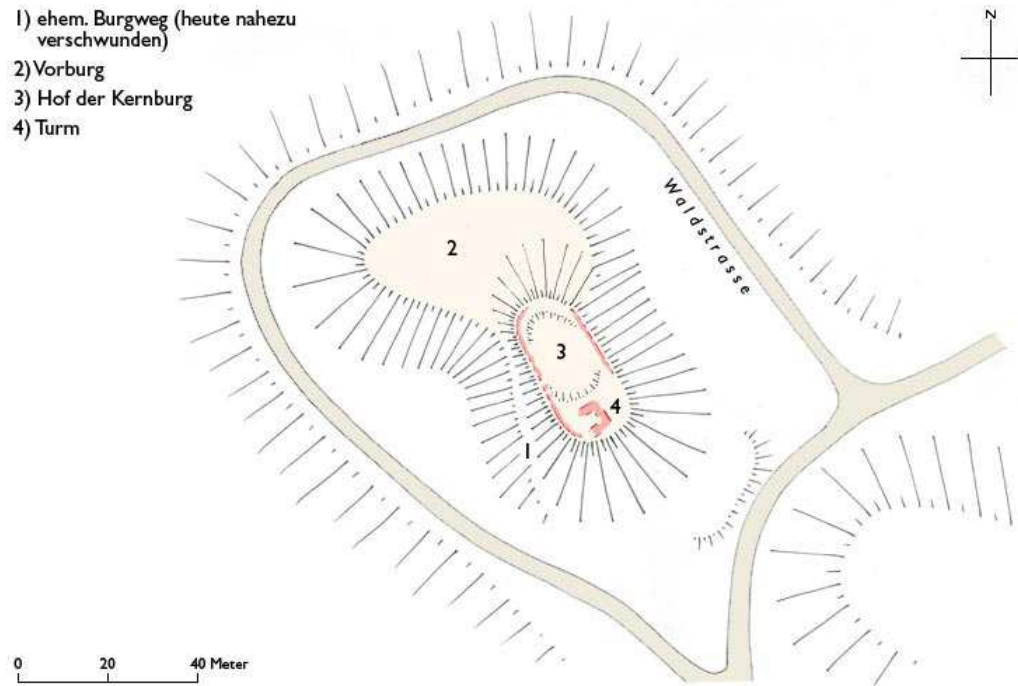 1) ehem. Burgweg (heute nahezu
verschwunden)
2) Vorburg
3) Hof der Kernburg
4) Turm
N
Waldstrasse
2
3
4
1
0 20 40 Meter